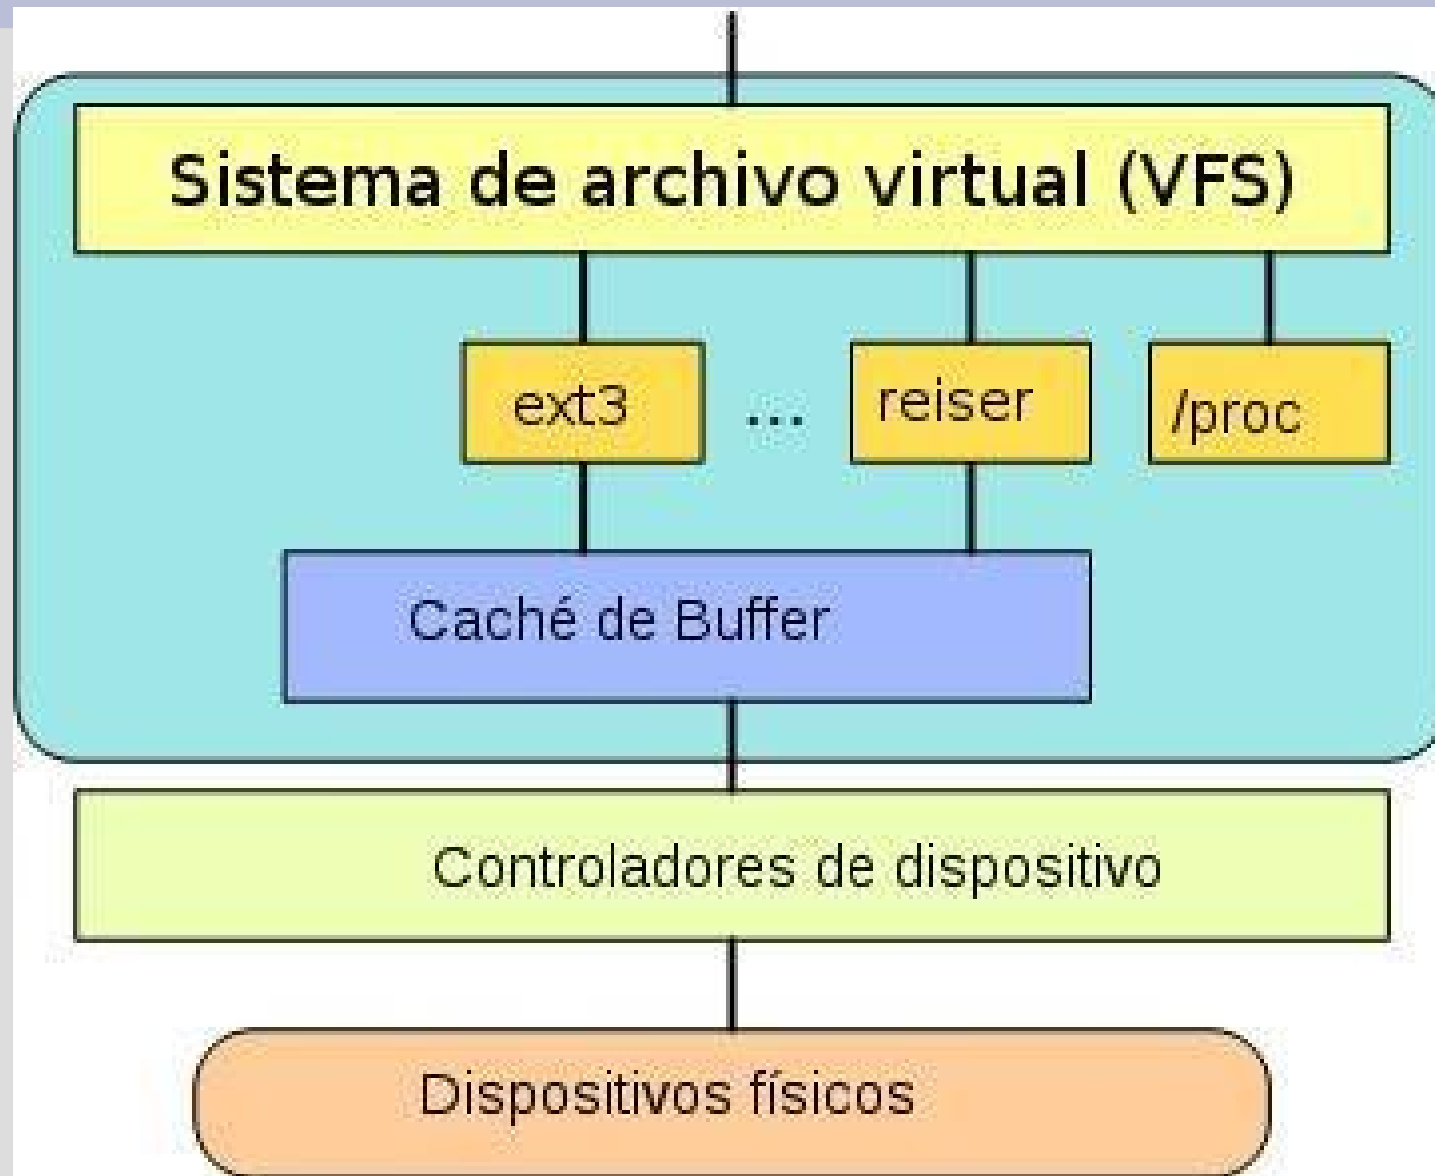 Sistema de archivo virtual (VFS)
ext3
...
reiser
/proc
Caché de Buffer
Controladores de dispositivo
Dispositivos físicos